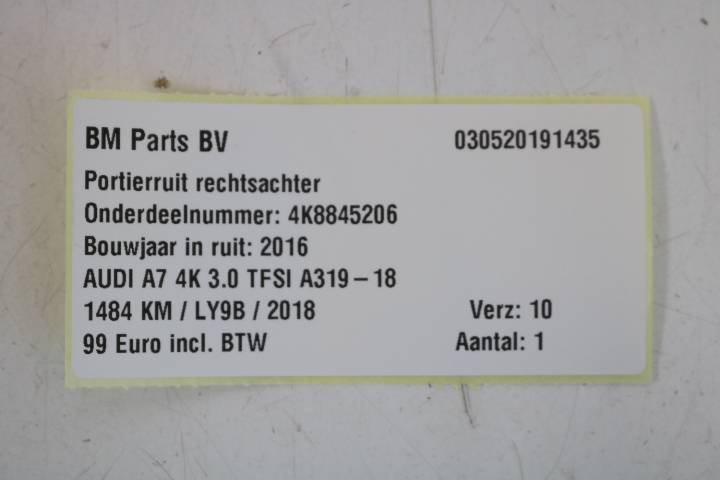 BM Parts BV 030520191435
Portierruit rechtsachter
Onderdeelnummer: 4K8845206
Bouwjaar in ruit: 2016
AUDI A7 4K 3.0 TFSI A319-18
1484 KM / LY9B / 2018 Verz: 10
99 Euro incl. BTW Aantal: 1